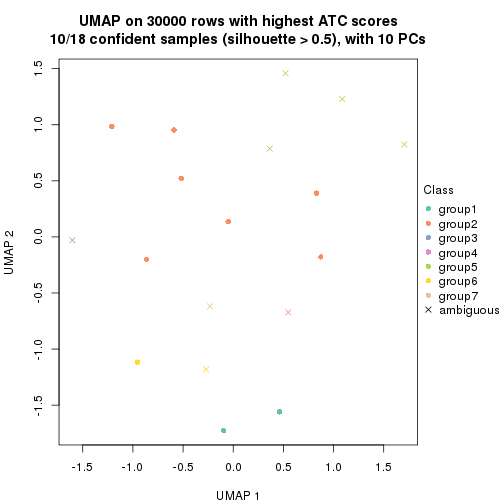 UMAP on 30000 rows with highest ATC scores
10/18 confident samples (silhouette > 0.5), with 10 PCs
1.5
1.0
0.5
0.0
-0.5
-1.0
-1.5
UMAP 2
-1.5
-1.0
-0.5
0.0
0.5
1.0
1.5
UMAP 1
Class
group1
group2
group3
group4
group5
group6
group7
ambiguous